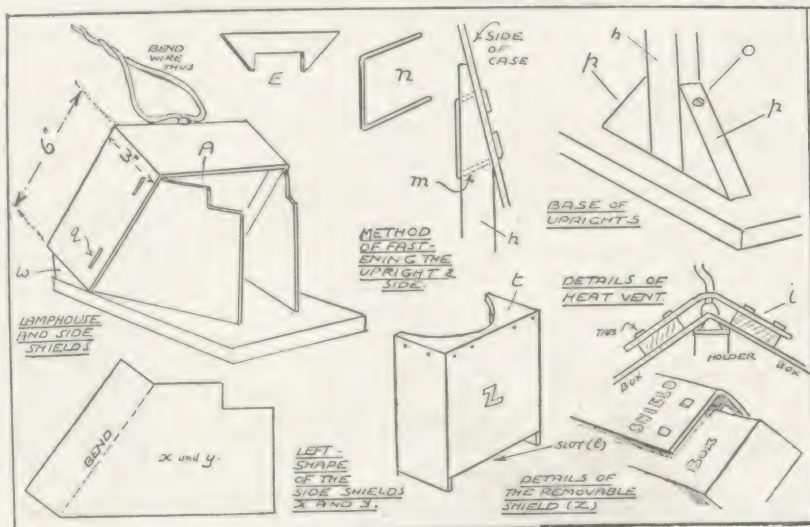 BEND
WIRE
THUS
E
n
SIDE
OF
CASE
h
o
p
p
6"
3"
A
q
w
m
h
METHOD
OF FAST-
ENING THE
UPRIGHT &
SIDE.
BASE OF
UPRIGHTS
LAMPHOUSE
AND SIDE
SHIELDS
t
Z
DETAILS OF
HEAT VENT.
i
TAB
HOLDER
BOX
BOX
SHIELD
BOX
BEND
x and y.
LEFT -
SHAPE
OF THE
SIDE SHIELDS
X AND Y.
SLOT (l)
DETAILS OF
THE REMOVABLE
SHIELD (Z)